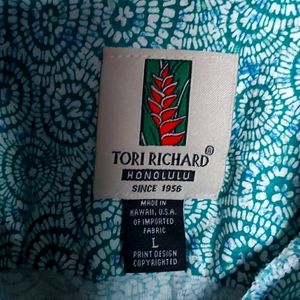 TORI RICHARD®
HONOLULU
SINCE 1956
MADE IN
HAWAII, U.S.A.
OF IMPORTED
FABRIC
L
PRINT DESIGN
COPYRIGHTED